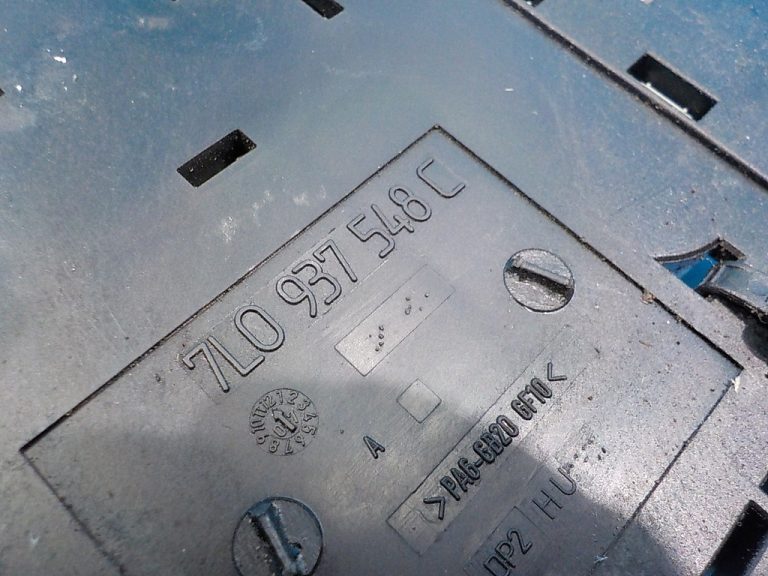 7L0 937 548 C
A
>PA6-GB20 GF10<
HU